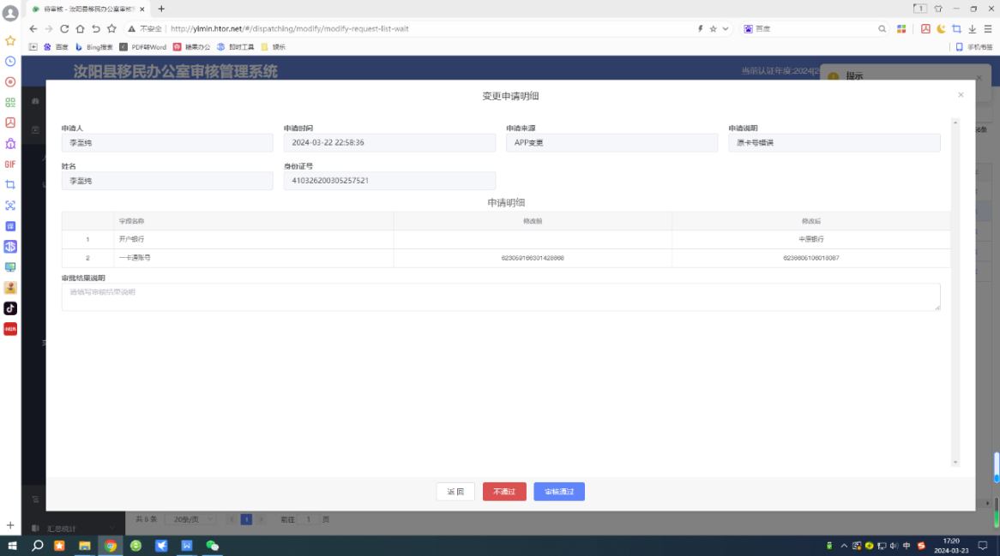 待审核 - 汝阳县移民办公室审核
不安全 http://yimin.htor.net/#/dispatching/modify/modify-request-list-wait 百度
百度 Bing搜索 PDF转Word 糖果办公 即时工具 娱乐 手机书签
汝阳县移民办公室审核管理系统 当前认证年度:2024[2 提示
变更申请明细
申请人 申请时间 申请来源 申请说明
李至纯 2024-03-22 22:58:36 APP变更 原卡号错误
姓名 身份证号
李至纯 410326200305257521
申请明细
字段名称 修改前 修改后
1 开户银行 中原银行
2 一卡通账号
审批结果说明
请填写审核结果说明
返 回 不通过 审核通过
共 6 条 20条/页 1 前往 1 页
汇总统计
中 17:20
2024-03-23
GIF
译